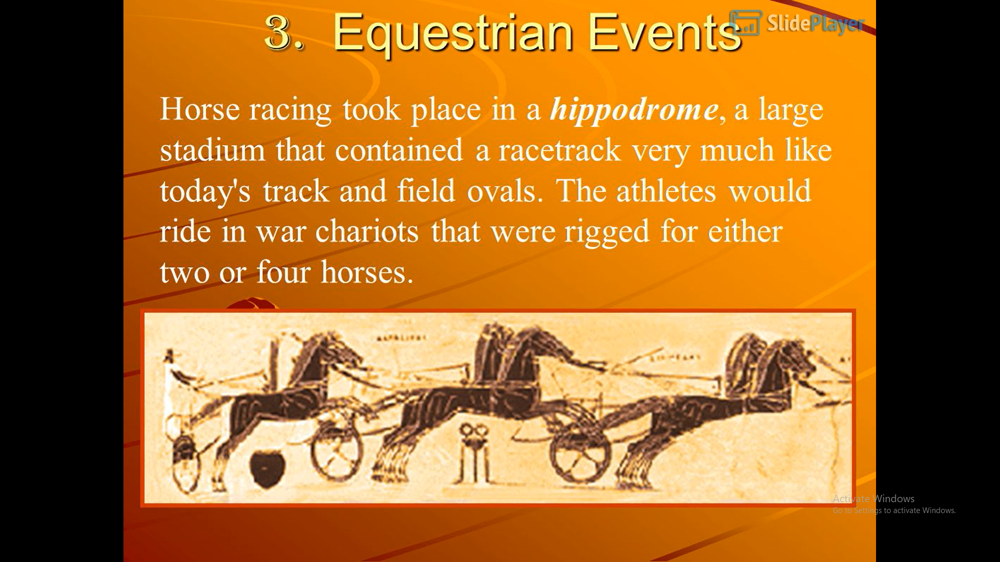 3. Equestrian Events
SlidePlayer
Horse racing took place in a hippodrome, a large
stadium that contained a racetrack very much like
today's track and field ovals. The athletes would
ride in war chariots that were rigged for either
two or four horses.
Activate Windows
Go to Settings to activate Windows.